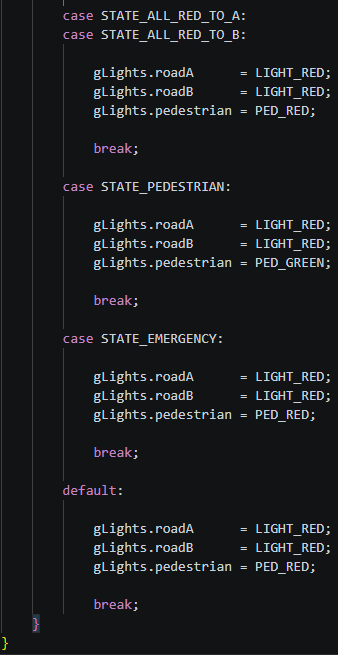 case STATE_ALL_RED_TO_A:
        case STATE_ALL_RED_TO_B:

            gLights.roadA      = LIGHT_RED;
            gLights.roadB      = LIGHT_RED;
            gLights.pedestrian = PED_RED;

            break;

        case STATE_PEDESTRIAN:

            gLights.roadA      = LIGHT_RED;
            gLights.roadB      = LIGHT_RED;
            gLights.pedestrian = PED_GREEN;

            break;

        case STATE_EMERGENCY:

            gLights.roadA      = LIGHT_RED;
            gLights.roadB      = LIGHT_RED;
            gLights.pedestrian = PED_RED;

            break;

        default:

            gLights.roadA      = LIGHT_RED;
            gLights.roadB      = LIGHT_RED;
            gLights.pedestrian = PED_RED;

            break;
    }
}